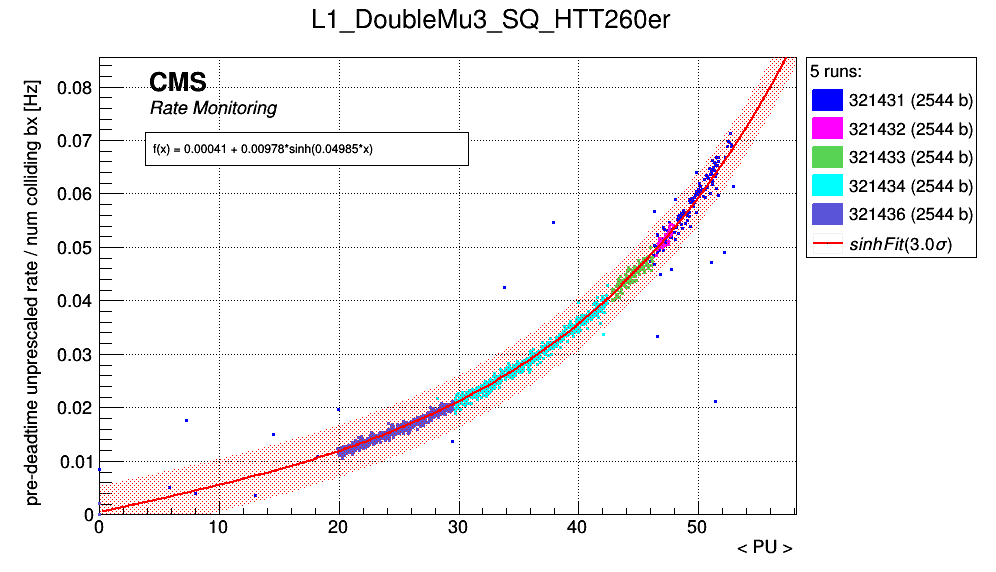 L1_DoubleMu3_SQ_HTT260er
pre-deadtime unprescaled rate / num colliding bx [Hz]
CMS
Rate Monitoring
f(x) = 0.00041 + 0.00978*sinh(0.04985*x)
0.08
0.07
0.06
0.05
0.04
0.03
0.02
0.01
0
0 10 20 30 40 50
< PU >
5 runs:
321431 (2544 b)
321432 (2544 b)
321433 (2544 b)
321434 (2544 b)
321436 (2544 b)
sinhFit(3.0σ)